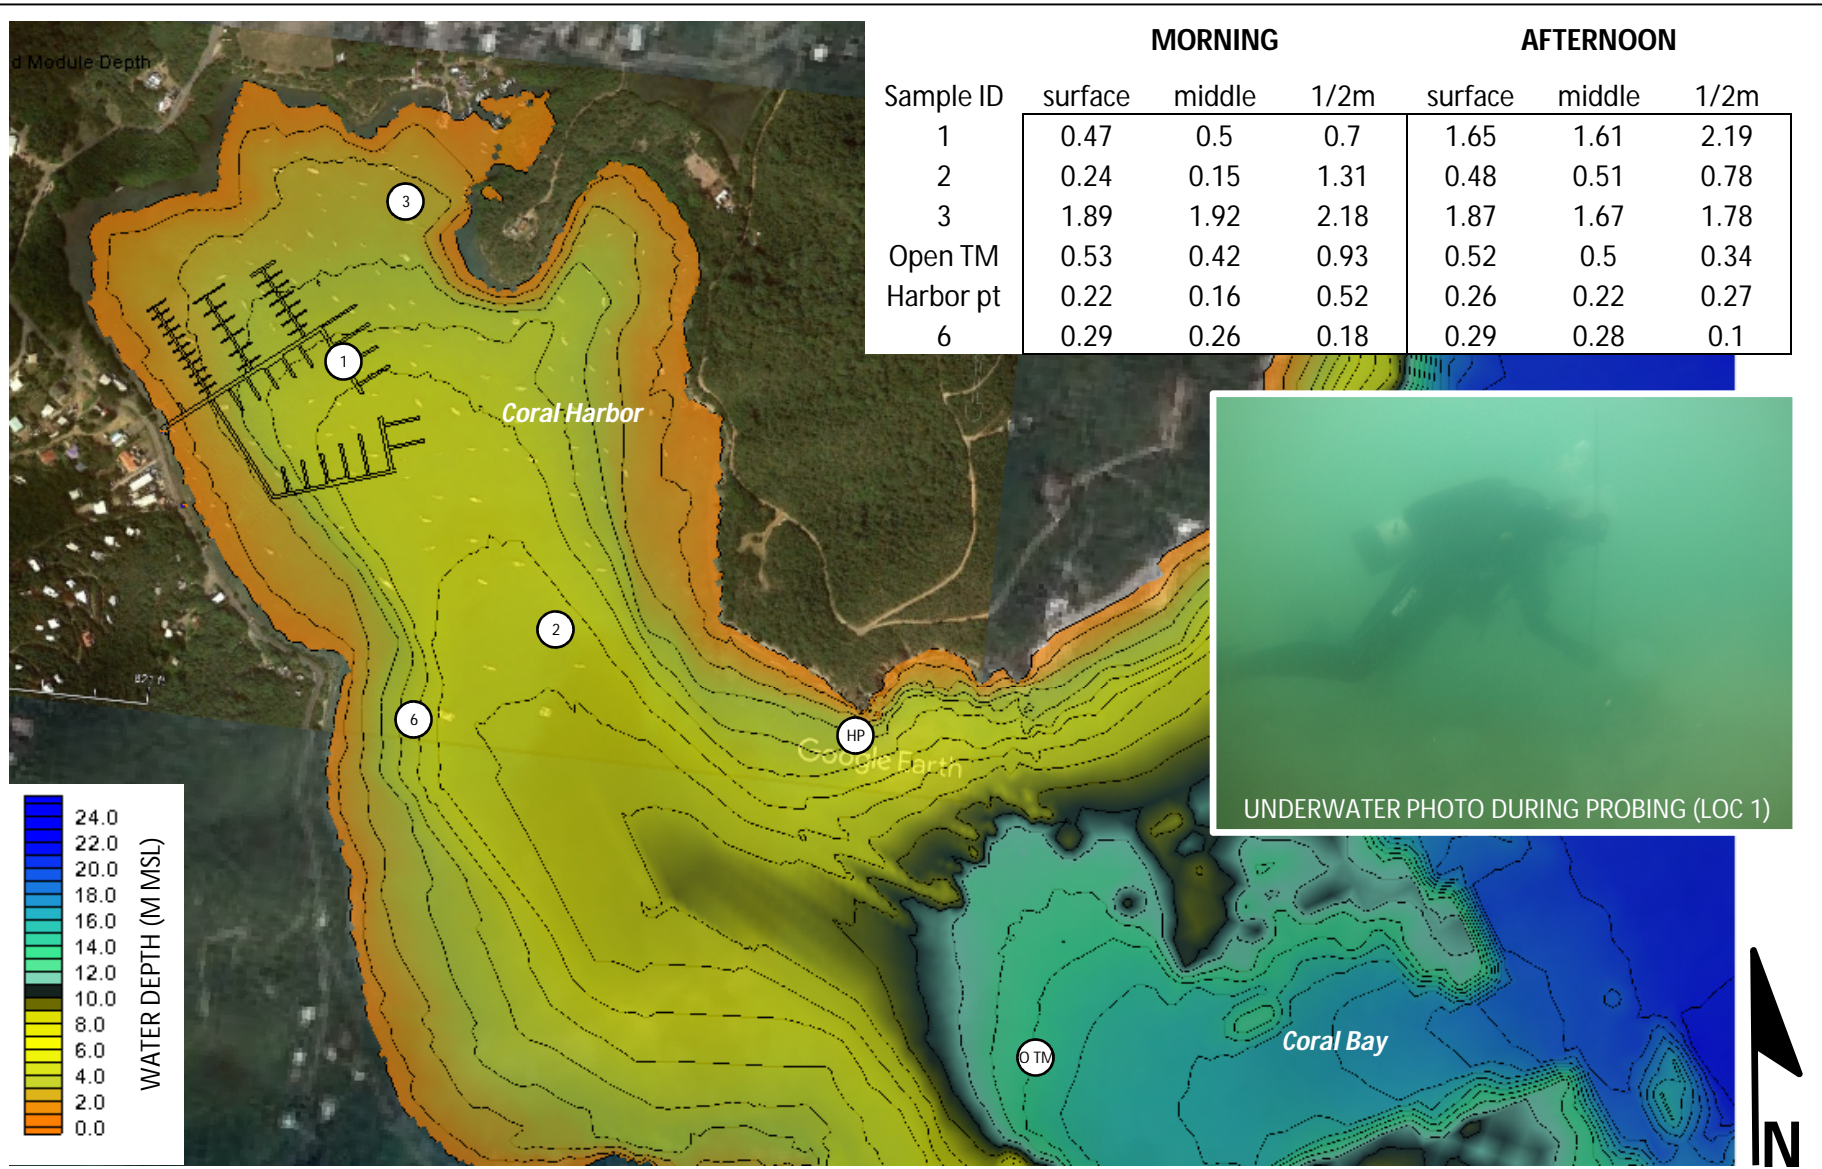 d Module Depth
MORNING AFTERNOON
Sample ID surface middle 1/2m surface middle 1/2m
1 0.47 0.5 0.7 1.65 1.61 2.19
2 0.24 0.15 1.31 0.48 0.51 0.78
3 1.89 1.92 2.18 1.87 1.67 1.78
Open TM 0.53 0.42 0.93 0.52 0.5 0.34
Harbor pt 0.22 0.16 0.52 0.26 0.22 0.27
6 0.29 0.26 0.18 0.29 0.28 0.1
3
1
Coral Harbor
2
6
HP
Google Earth
UNDERWATER PHOTO DURING PROBING (LOC 1)
24.0
22.0
20.0
18.0
16.0
14.0
12.0
10.0
8.0
6.0
4.0
2.0
0.0
WATER DEPTH (M MSL)
O TM
Coral Bay
N